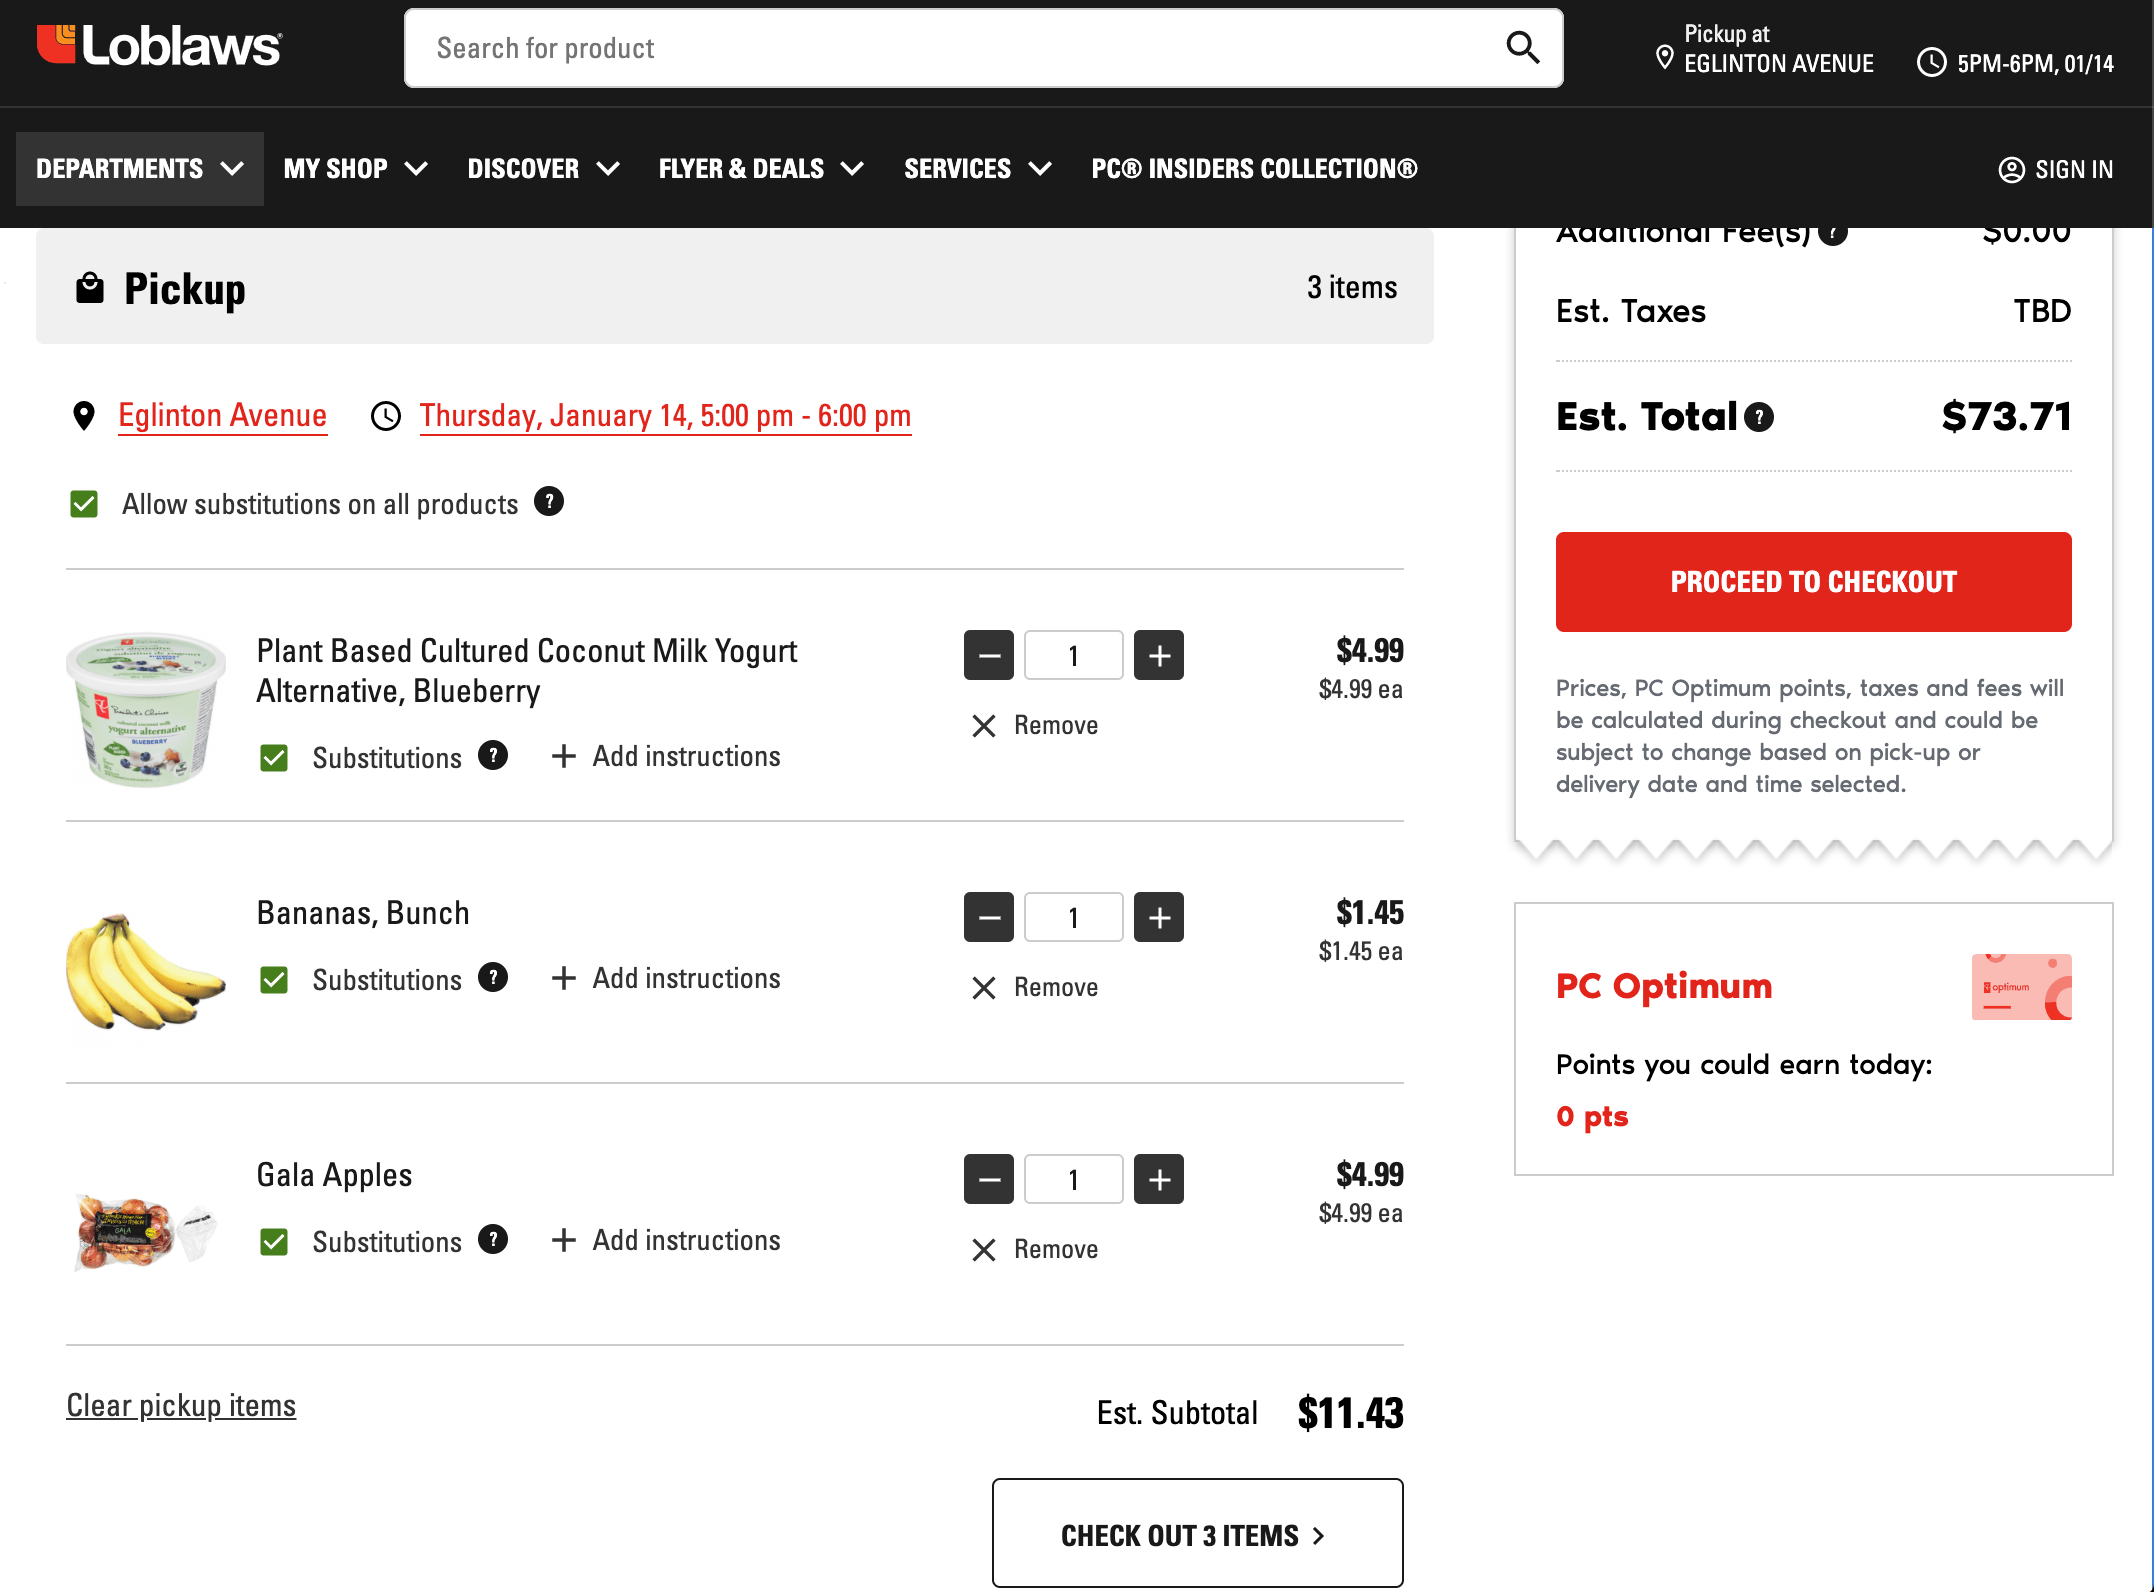 Loblaws
Search for product
Pickup at
EGLINTON AVENUE
5PM-6PM, 01/14
DEPARTMENTS
MY SHOP
DISCOVER
FLYER & DEALS
SERVICES
PC® INSIDERS COLLECTION®
SIGN IN
Pickup
3 items
Eglinton Avenue
Thursday, January 14, 5:00 pm - 6:00 pm
Allow substitutions on all products
Plant Based Cultured Coconut Milk Yogurt
Alternative, Blueberry
Substitutions
+ Add instructions
1
Remove
$4.99
$4.99 ea
President's Choice
yogurt alternative
BLUEBERRY
Bananas, Bunch
Substitutions
+ Add instructions
1
Remove
$1.45
$1.45 ea
Gala Apples
Substitutions
+ Add instructions
1
Remove
$4.99
$4.99 ea
GALA
Clear pickup items
Est. Subtotal $11.43
CHECK OUT 3 ITEMS >
Additional Fee(s) ? $0.00
Est. Taxes TBD
Est. Total ? $73.71
PROCEED TO CHECKOUT
Prices, PC Optimum points, taxes and fees will
be calculated during checkout and could be
subject to change based on pick-up or
delivery date and time selected.
PC Optimum
optimum
Points you could earn today:
0 pts